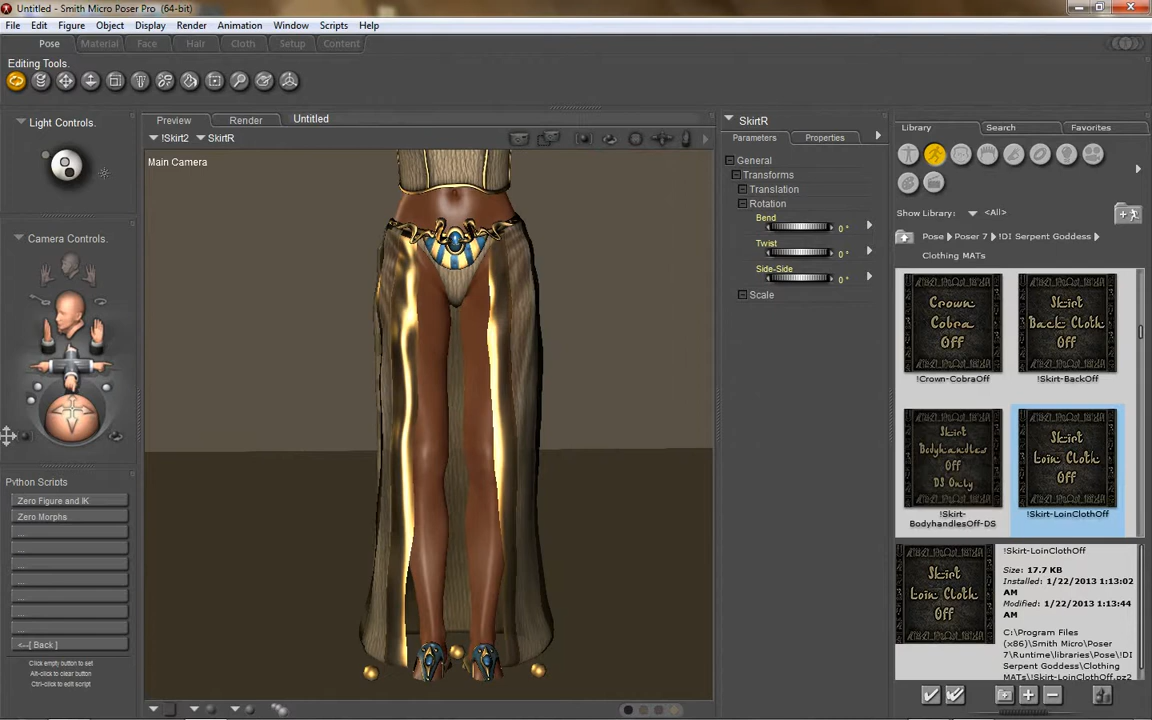 Untitled - Smith Micro Poser Pro (64-bit)
File Edit Figure Object Display Render Animation Window Scripts Help
Pose Material Face Hair Cloth Setup Content
Editing Tools.
Light Controls.
Camera Controls.
Python Scripts
Zero Figure and IK
Zero Morphs
...
...
...
...
...
...
...
<---[ Back ]
Click empty button to set
Alt-click to clear button
Ctrl-click to edit script
Preview Render Untitled
!Skirt2 SkirtR
Main Camera
SkirtR
Parameters Properties
General
Transforms
Translation
Rotation
Bend
0 °
Twist
0 °
Side-Side
0 °
Scale
Library Search Favorites
Show Library: <All>
Pose Poser 7 !DI Serpent Goddess
Clothing MATs
Crown
Cobra
Off
!Crown-CobraOff
Skirt
Back Cloth
Off
!Skirt-BackOff
Skirt
Bodyhandles
Off
DS Only
!Skirt-
BodyhandlesOff-DS
Skirt
Loin Cloth
Off
!Skirt-LoinClothOff
Skirt
Loin Cloth
Off
!Skirt-LoinClothOff
Size: 17.7 KB
Installed: 1/22/2013 1:13:02
AM
Modified: 1/22/2013 1:13:44
AM
C:\Program Files
(x86)\Smith Micro\Poser
7\Runtime\libraries\Pose\!DI
Serpent Goddess\Clothing
MATs\!Skirt-LoinClothOff.pz2